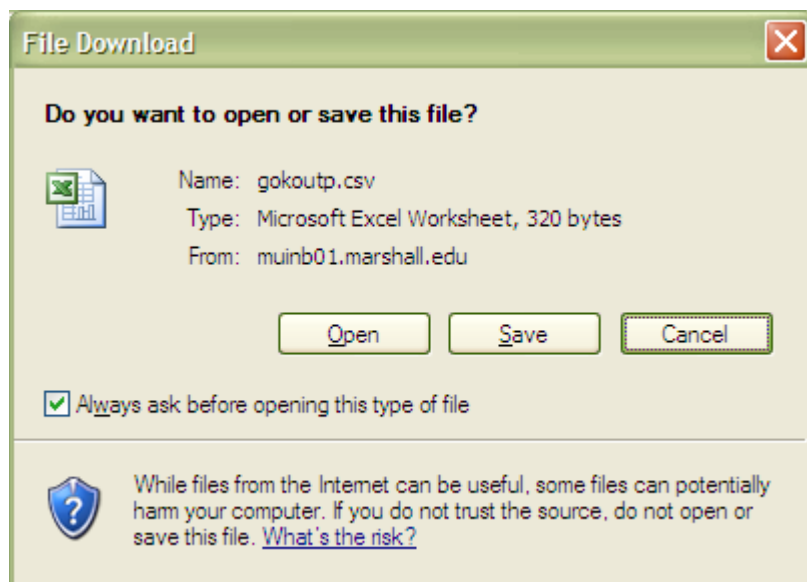 File Download
Do you want to open or save this file?
Name: gokoutp.csv
Type: Microsoft Excel Worksheet, 320 bytes
From: muinb01.marshall.edu
Open Save Cancel
Always ask before opening this type of file
While files from the Internet can be useful, some files can potentially
harm your computer. If you do not trust the source, do not open or
save this file. What's the risk?